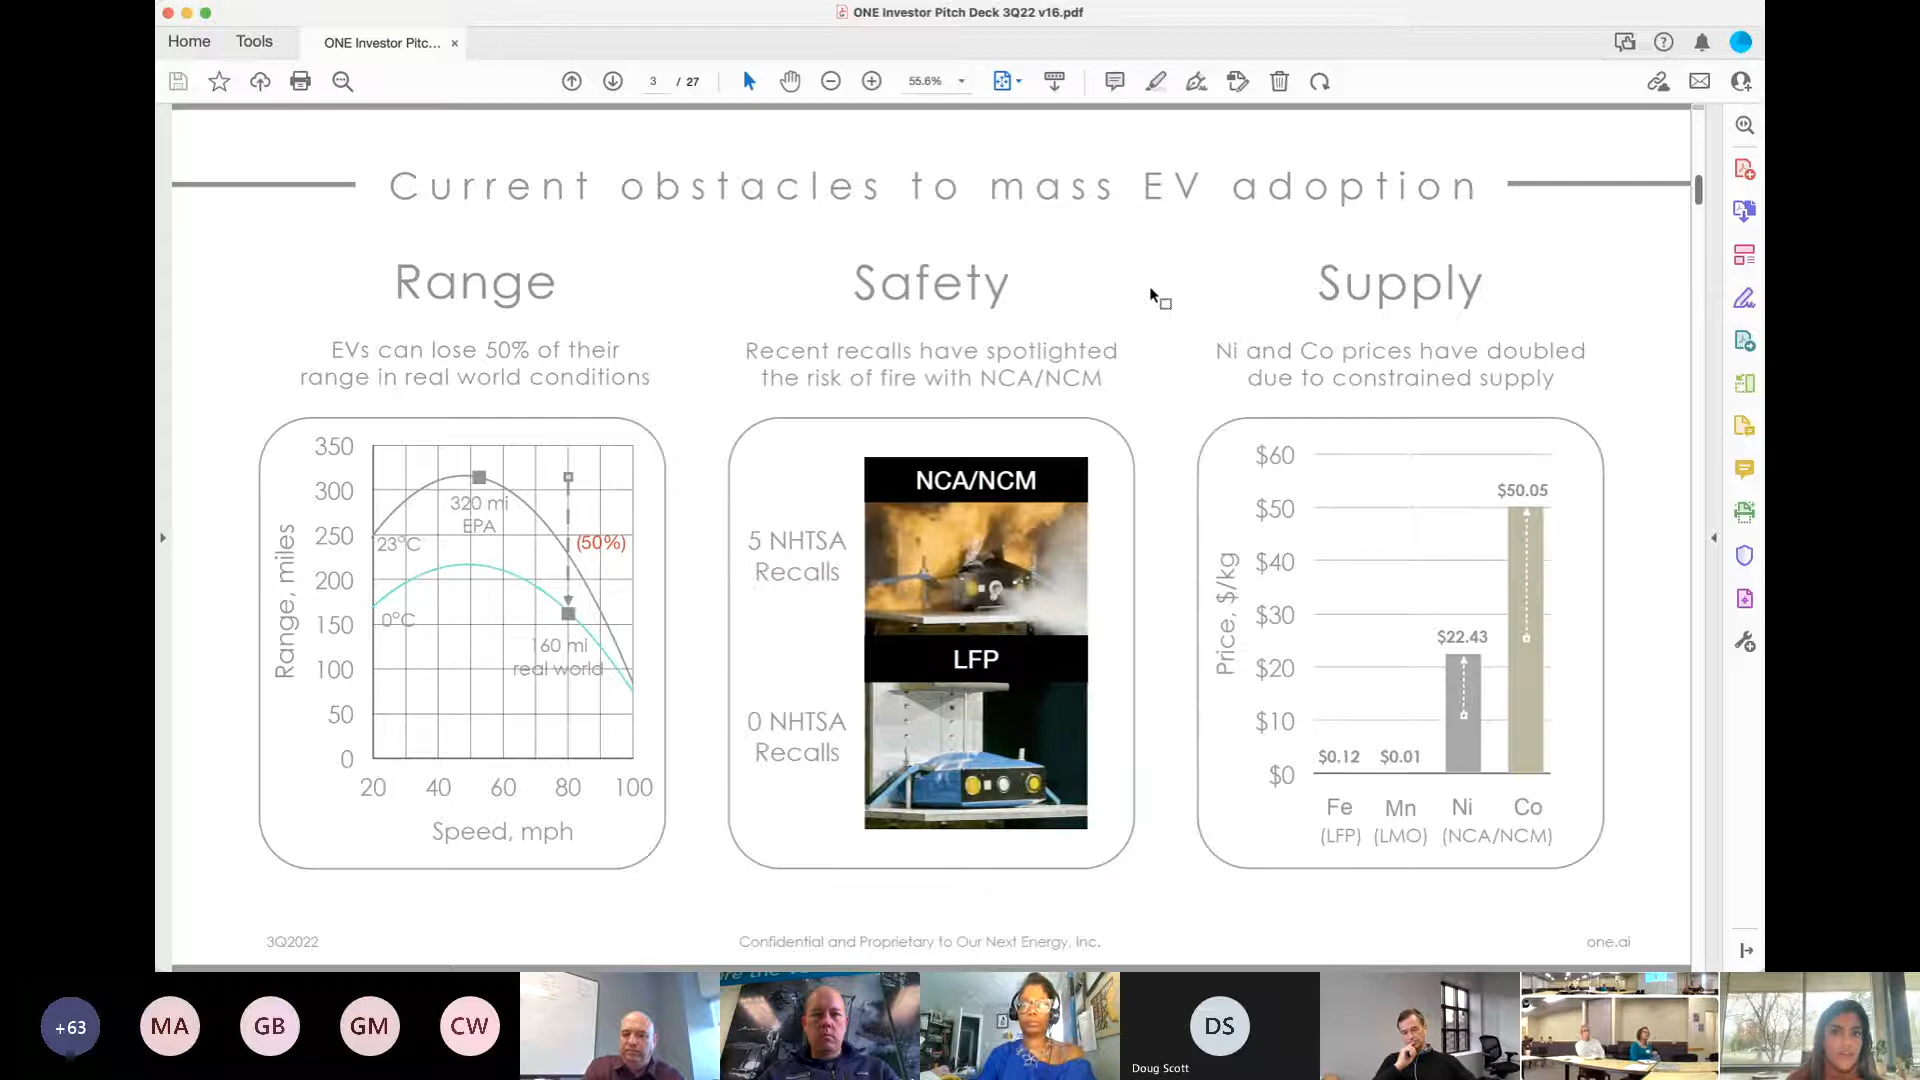 ONE Investor Pitch Deck 3Q22 v16.pdf
Home
Tools
ONE Investor Pitc...
3 / 27
55.6%
Current obstacles to mass EV adoption
Range
EVs can lose 50% of their
range in real world conditions
350
300
250
200
150
100
50
0
Range, miles
20 40 60 80 100
Speed, mph
320 mi
EPA
23°C
(50%)
0°C
160 mi
real world
Safety
Recent recalls have spotlighted
the risk of fire with NCA/NCM
NCA/NCM
5 NHTSA
Recalls
LFP
0 NHTSA
Recalls
Supply
Ni and Co prices have doubled
due to constrained supply
$60
$50
$40
$30
$20
$10
$0
Price, $/kg
$50.05
$22.43
$0.12 $0.01
Fe Mn Ni Co
(LFP) (LMO) (NCA/NCM)
3Q2022
Confidential and Proprietary to Our Next Energy, Inc.
one.ai
+63
MA
GB
GM
CW
DS
Doug Scott